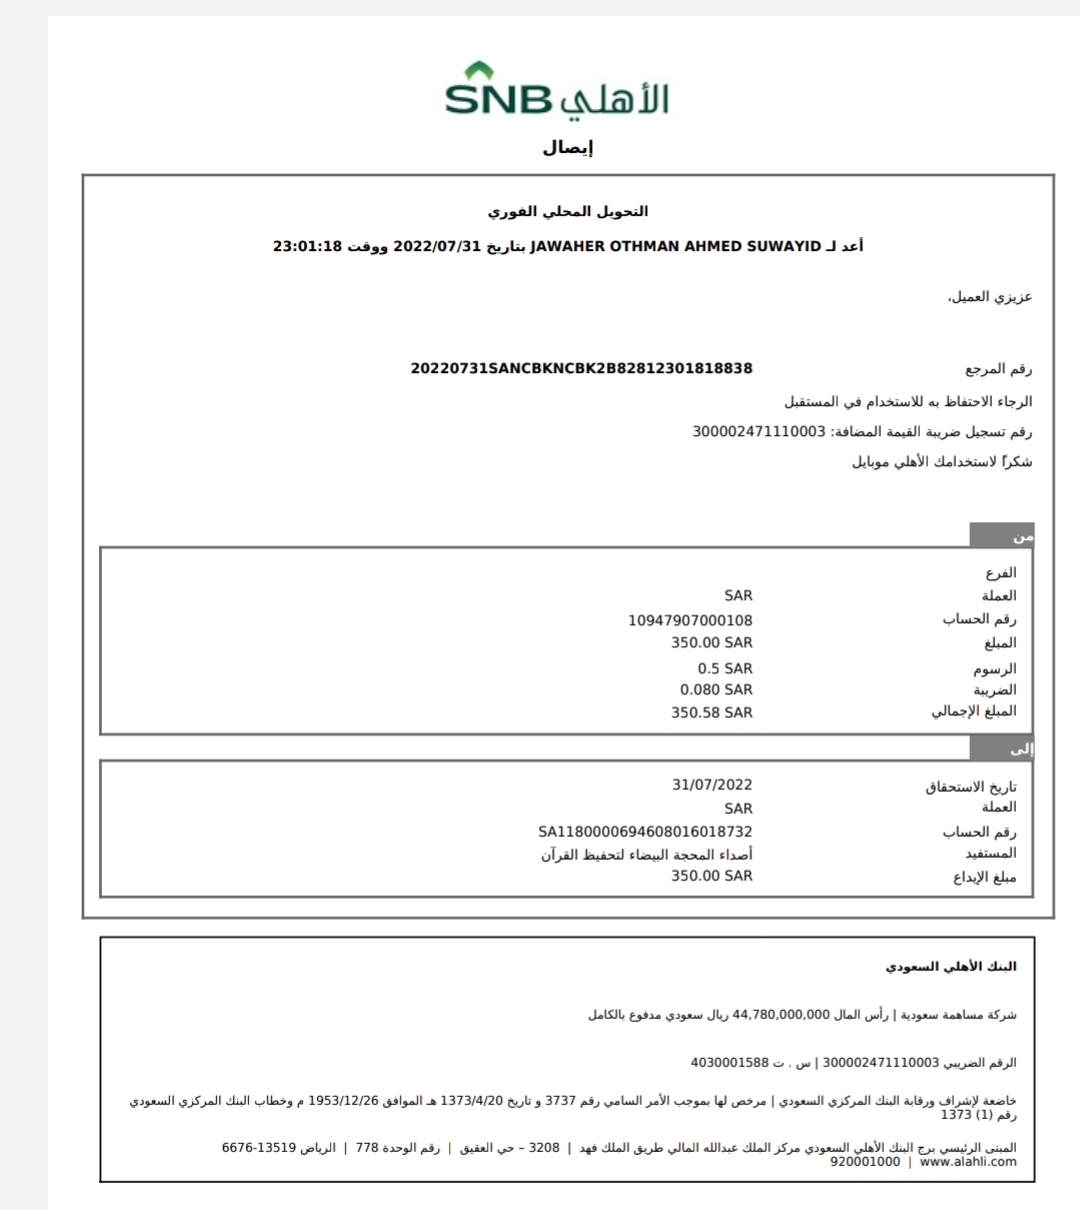 SNB الأهلي
إيصال
التحويل المحلي الفوري
أعد لـ JAWAHER OTHMAN AHMED SUWAYID بتاريخ 2022/07/31 ووقت 23:01:18
عزيزي العميل،
رقم المرجع 20220731SANCBKNCBK2B82812301818838
الرجاء الاحتفاظ به للاستخدام في المستقبل
رقم تسجيل ضريبة القيمة المضافة: 300002471110003
شكراً لاستخدامك الأهلي موبايل
من
الفرع
العملة SAR
رقم الحساب 10947907000108
المبلغ 350.00 SAR
الرسوم 0.5 SAR
الضريبة 0.080 SAR
المبلغ الإجمالي 350.58 SAR
إلى
تاريخ الاستحقاق 31/07/2022
العملة SAR
رقم الحساب SA1180000694608016018732
المستفيد أصداء المحجة البيضاء لتحفيظ القرآن
مبلغ الإيداع 350.00 SAR
البنك الأهلي السعودي
شركة مساهمة سعودية | رأس المال 44,780,000,000 ريال سعودي مدفوع بالكامل
الرقم الضريبي 300002471110003 | س . ت 4030001588
خاضعة لإشراف ورقابة البنك المركزي السعودي | مرخص لها بموجب الأمر السامي رقم 3737 و تاريخ 1373/4/20 هـ الموافق 1953/12/26 م وخطاب البنك المركزي السعودي
رقم (1) 1373
المبنى الرئيسي برج البنك الأهلي السعودي مركز الملك عبدالله المالي طريق الملك فهد | 3208 – حي العقيق | رقم الوحدة 778 | الرياض 13519-6676
920001000 | www.alahli.com